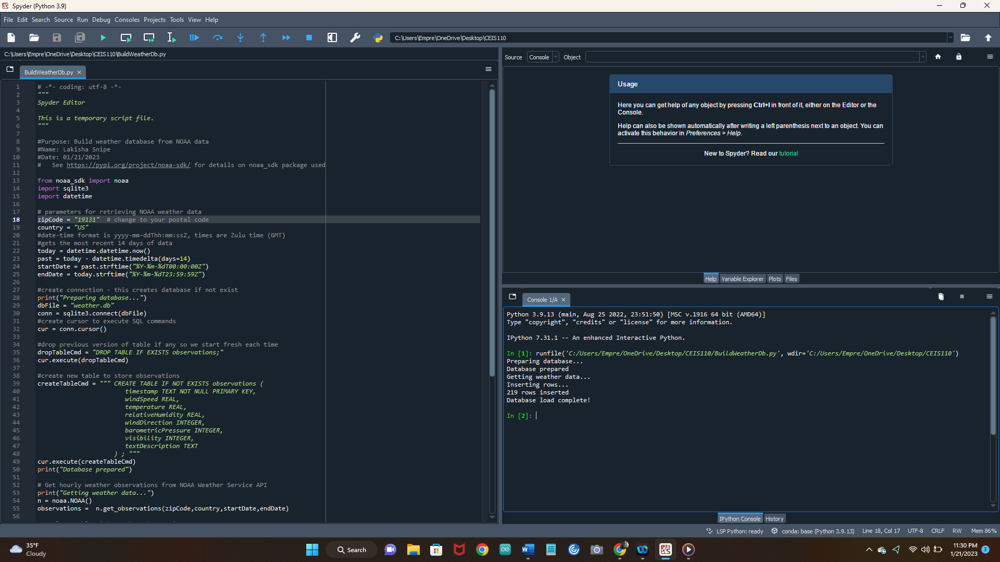 Spyder (Python 3.9)
File Edit Search Source Run Debug Consoles Projects Tools View Help
C:\Users\Empre\OneDrive\Desktop\CEIS110
C:\Users\Empre\OneDrive\Desktop\CEIS110\BuildWeatherDb.py
BuildWeatherDb.py
1 # -*- coding: utf-8 -*-
2 """
3 Spyder Editor
4
5 This is a temporary script file.
6 """
7
8 #Purpose: Build weather database from NOAA data
9 #Name: Lakisha Snipe
10 #Date: 01/21/2023
11 #   See https://pypi.org/project/noaa-sdk/ for details on noaa_sdk package used
12
13 from noaa_sdk import noaa
14 import sqlite3
15 import datetime
16
17 # parameters for retrieving NOAA weather data
18 zipCode = "19131"  # change to your postal code
19 country = "US"
20 #date-time format is yyyy-mm-ddThh:mm:ssZ, times are Zulu time (GMT)
21 #gets the most recent 14 days of data
22 today = datetime.datetime.now()
23 past = today - datetime.timedelta(days=14)
24 startDate = past.strftime("%Y-%m-%dT00:00:00Z")
25 endDate = today.strftime("%Y-%m-%dT23:59:59Z")
26
27 #create connection - this creates database if not exist
28 print("Preparing database...")
29 dbFile = "weather.db"
30 conn = sqlite3.connect(dbFile)
31 #create cursor to execute SQL commands
32 cur = conn.cursor()
33
34 #drop previous version of table if any so we start fresh each time
35 dropTableCmd = "DROP TABLE IF EXISTS observations;"
36 cur.execute(dropTableCmd)
37
38 #create new table to store observations
39 createTableCmd = """ CREATE TABLE IF NOT EXISTS observations (
40                         timestamp TEXT NOT NULL PRIMARY KEY,
41                         windSpeed REAL,
42                         temperature REAL,
43                         relativeHumidity REAL,
44                         windDirection INTEGER,
45                         barometricPressure INTEGER,
46                         visibility INTEGER,
47                         textDescription TEXT
48                      ) ; """
49 cur.execute(createTableCmd)
50 print("Database prepared")
51
52 # Get hourly weather observations from NOAA Weather Service API
53 print("Getting weather data...")
54 n = noaa.NOAA()
55 observations =  n.get_observations(zipCode,country,startDate,endDate)
56
Source Console Object
Usage
Here you can get help of any object by pressing Ctrl+I in front of it, either on the Editor or the
Console.
Help can also be shown automatically after writing a left parenthesis next to an object. You can
activate this behavior in Preferences > Help.
New to Spyder? Read our tutorial
Help Variable Explorer Plots Files
Console 1/A
Python 3.9.13 (main, Aug 25 2022, 23:51:50) [MSC v.1916 64 bit (AMD64)]
Type "copyright", "credits" or "license" for more information.
IPython 7.31.1 -- An enhanced Interactive Python.
In [1]: runfile('C:/Users/Empre/OneDrive/Desktop/CEIS110/BuildWeatherDb.py', wdir='C:/Users/Empre/OneDrive/Desktop/CEIS110')
Preparing database...
Database prepared
Getting weather data...
Inserting rows...
219 rows inserted
Database load complete!
In [2]:
IPython Console History
LSP Python: ready conda: base (Python 3.9.13) Line 18, Col 17 UTF-8 CRLF RW Mem 86%
35°F
Cloudy
Search
11:30 PM
1/21/2023
3